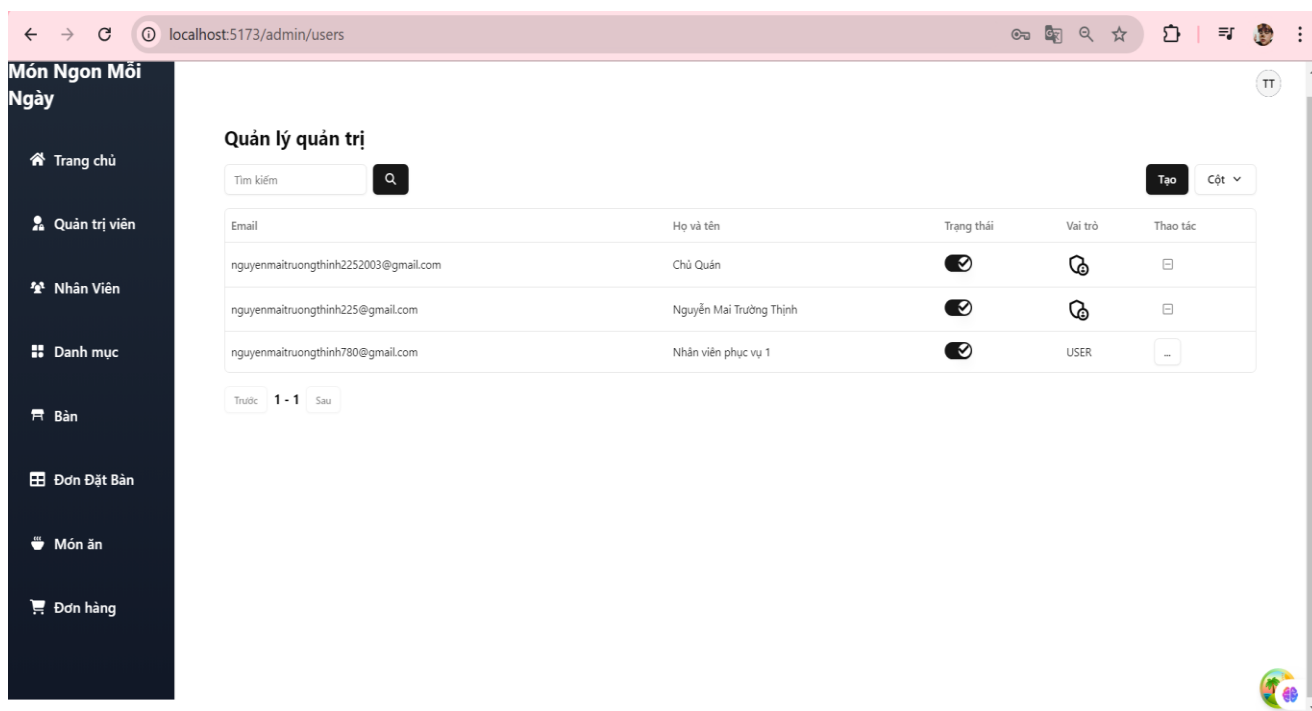 localhost:5173/admin/users
Món Ngon Mỗi
Ngày
TT
Trang chủ
Quản trị viên
Nhân Viên
Danh mục
Bàn
Đơn Đặt Bàn
Món ăn
Đơn hàng
Quản lý quản trị
Tìm kiếm
Tạo Cột
Email Họ và tên Trạng thái Vai trò Thao tác
nguyenmaitruongthinh2252003@gmail.com Chủ Quán
nguyenmaitruongthinh225@gmail.com Nguyễn Mai Trường Thịnh
nguyenmaitruongthinh780@gmail.com Nhân viên phục vụ 1 USER ...
Trước 1 - 1 Sau